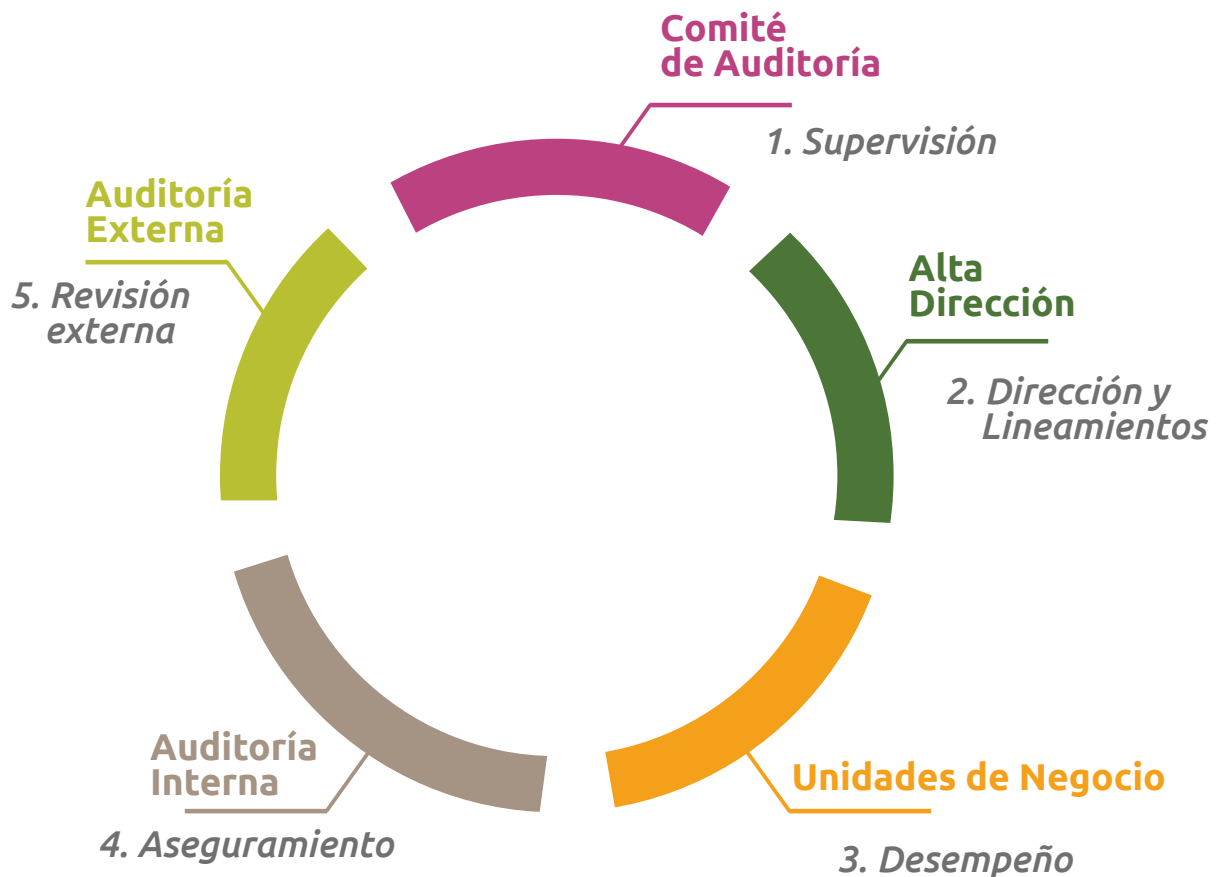 Comité
de Auditoría
1. Supervisión
Alta
Dirección
2. Dirección y
Lineamientos
Unidades de Negocio
3. Desempeño
Auditoría
Interna
4. Aseguramiento
Auditoría
Externa
5. Revisión
externa